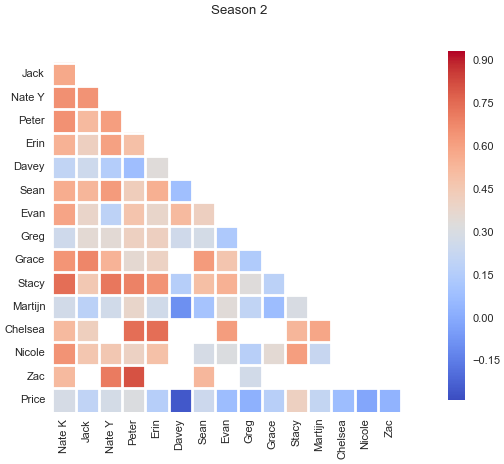 Season 2
Jack
Nate Y
Peter
Erin
Davey
Sean
Evan
Greg
Grace
Stacy
Martijn
Chelsea
Nicole
Zac
Price
Nate K
Jack
Nate Y
Peter
Erin
Davey
Sean
Evan
Greg
Grace
Stacy
Martijn
Chelsea
Nicole
Zac
0.90
0.75
0.60
0.45
0.30
0.15
0.00
−0.15